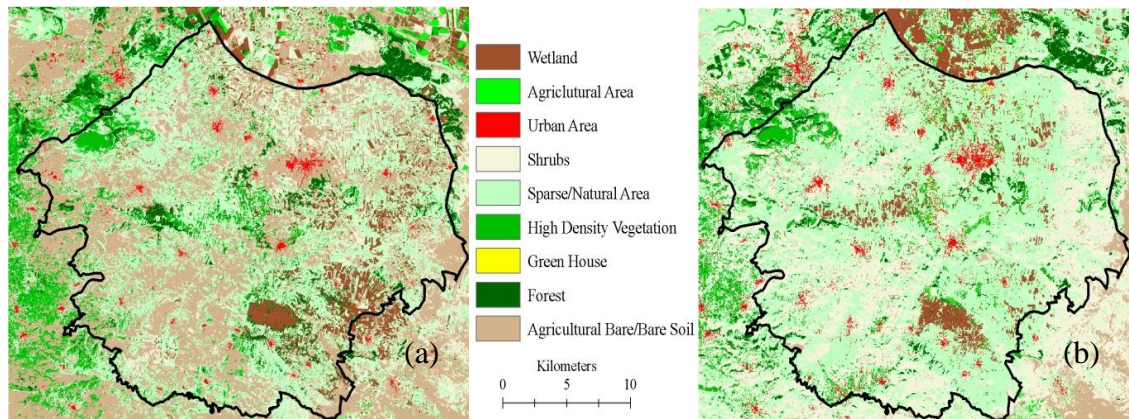 Wetland
Agriclutural Area
Urban Area
Shrubs
Sparse/Natural Area
High Density Vegetation
Green House
Forest
Agricultural Bare/Bare Soil
Kilometers
0 5 10
(a)
(b)